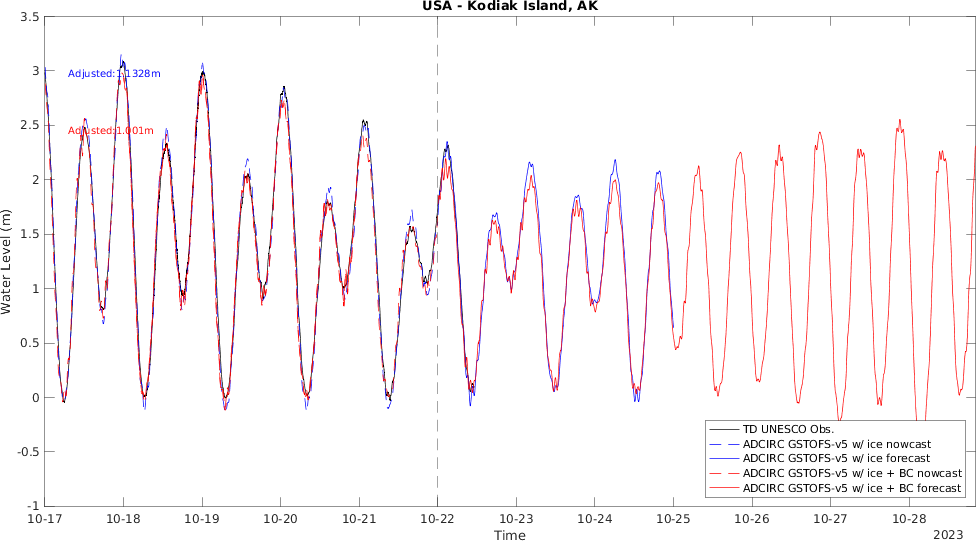 USA - Kodiak Island, AK
3.5
3
2.5
2
1.5
1
0.5
0
-0.5
-1
Water Level (m)
Adjusted:1.1328m
Adjusted:1.001m
TD UNESCO Obs.
ADCIRC GSTOFS-v5 w/ ice nowcast
ADCIRC GSTOFS-v5 w/ ice forecast
ADCIRC GSTOFS-v5 w/ ice + BC nowcast
ADCIRC GSTOFS-v5 w/ ice + BC forecast
10-17 10-18 10-19 10-20 10-21 10-22 10-23 10-24 10-25 10-26 10-27 10-28
Time
2023